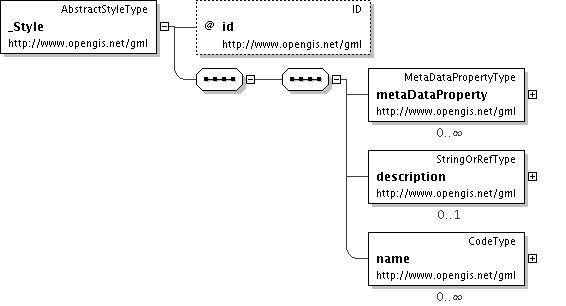 AbstractStyleType
_Style
http://www.opengis.net/gml
ID
@ id
http://www.opengis.net/gml
MetaDataPropertyType
metaDataProperty
http://www.opengis.net/gml
0..∞
StringOrRefType
description
http://www.opengis.net/gml
0..1
CodeType
name
http://www.opengis.net/gml
0..∞